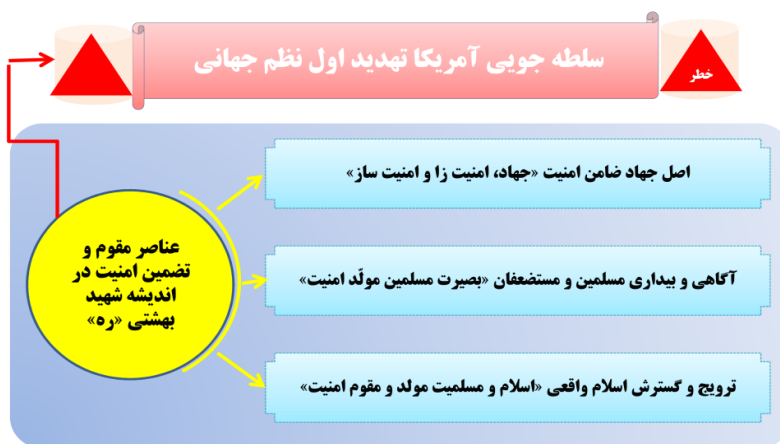 سلطه جویی آمریکا تهدید اول نظم جهانی
خطر
اصل جهاد ضامن امنیت «جهاد، امنیت زا و امنیت ساز»
عناصر مقوم و
تضمین امنیت در
اندیشه شهید
بهشتی «ره»
آگاهی و بیداری مسلمین و مستضعفان «بصیرت مسلمین مولّد امنیت»
ترویج و گسترش اسلام واقعی «اسلام و مسلمیت مولد و مقوم امنیت»